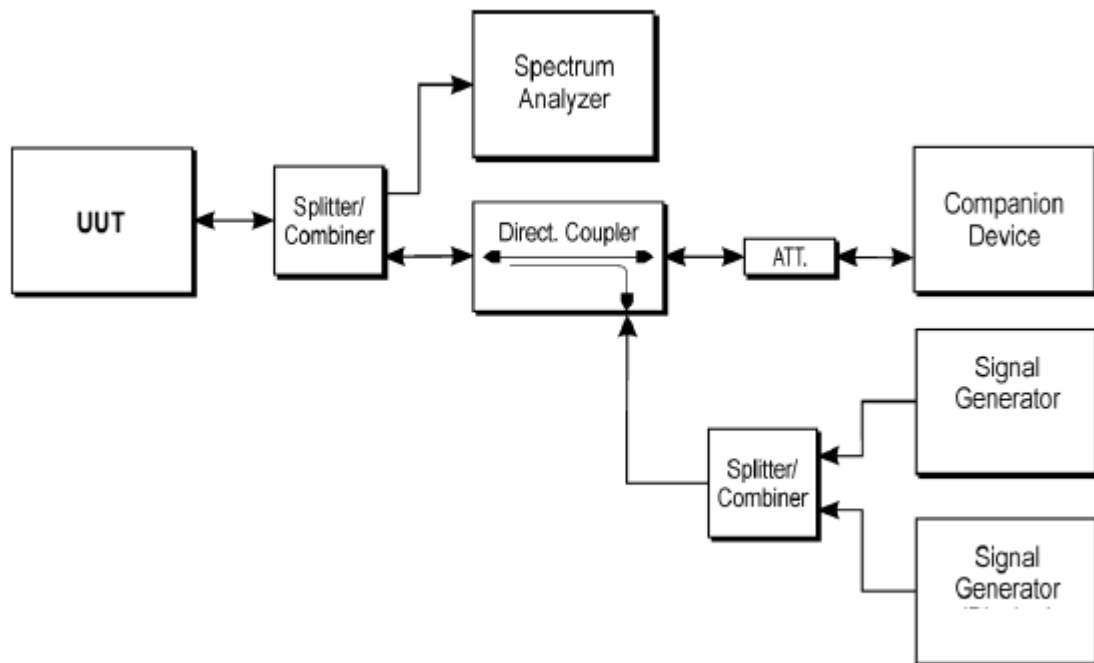 Spectrum
Analyzer
UUT
Splitter/
Combiner
Direct. Coupler
ATT.
Companion
Device
Signal
Generator
Splitter/
Combiner
Signal
Generator